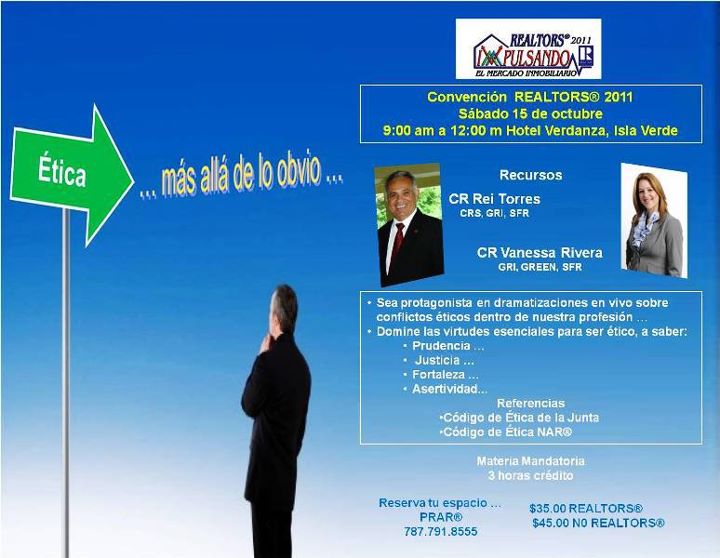 REALTORS® 2011
IMPULSANDO
EL MERCADO INMOBILIARIO
R
Convención REALTORS® 2011
Sábado 15 de octubre
9:00 am a 12:00 m Hotel Verdanza, Isla Verde
Ética
... más allá de lo obvio ...
Recursos
CR Rei Torres
CRS, GRI, SFR
CR Vanessa Rivera
GRI, GREEN, SFR
• Sea protagonista en dramatizaciones en vivo sobre
conflictos éticos dentro de nuestra profesión ...
• Domine las virtudes esenciales para ser ético, a saber:
• Prudencia ...
• Justicia ...
• Fortaleza ...
• Asertividad...
Referencias
•Código de Ética de la Junta
•Código de Ética NAR®
Materia Mandatoria
3 horas crédito
Reserva tu espacio ...
PRAR®
787.791.8555
$35.00 REALTORS®
$45.00 N0 REALTORS®